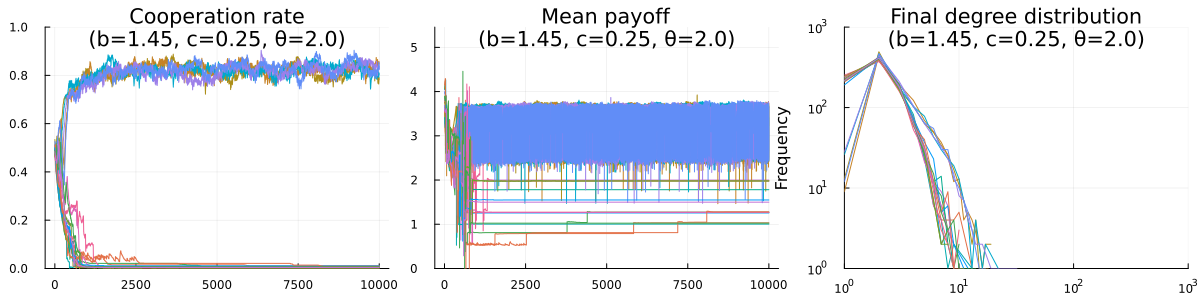 Cooperation rate
(b=1.45, c=0.25, θ=2.0)
1.0
0.8
0.6
0.4
0.2
0.0
0 2500 5000 7500 10000
Mean payoff
(b=1.45, c=0.25, θ=2.0)
5
4
3
2
1
0
0 2500 5000 7500 10000
Final degree distribution
(b=1.45, c=0.25, θ=2.0)
Frequency
10³
10²
10¹
10⁰
10⁰ 10¹ 10² 10³